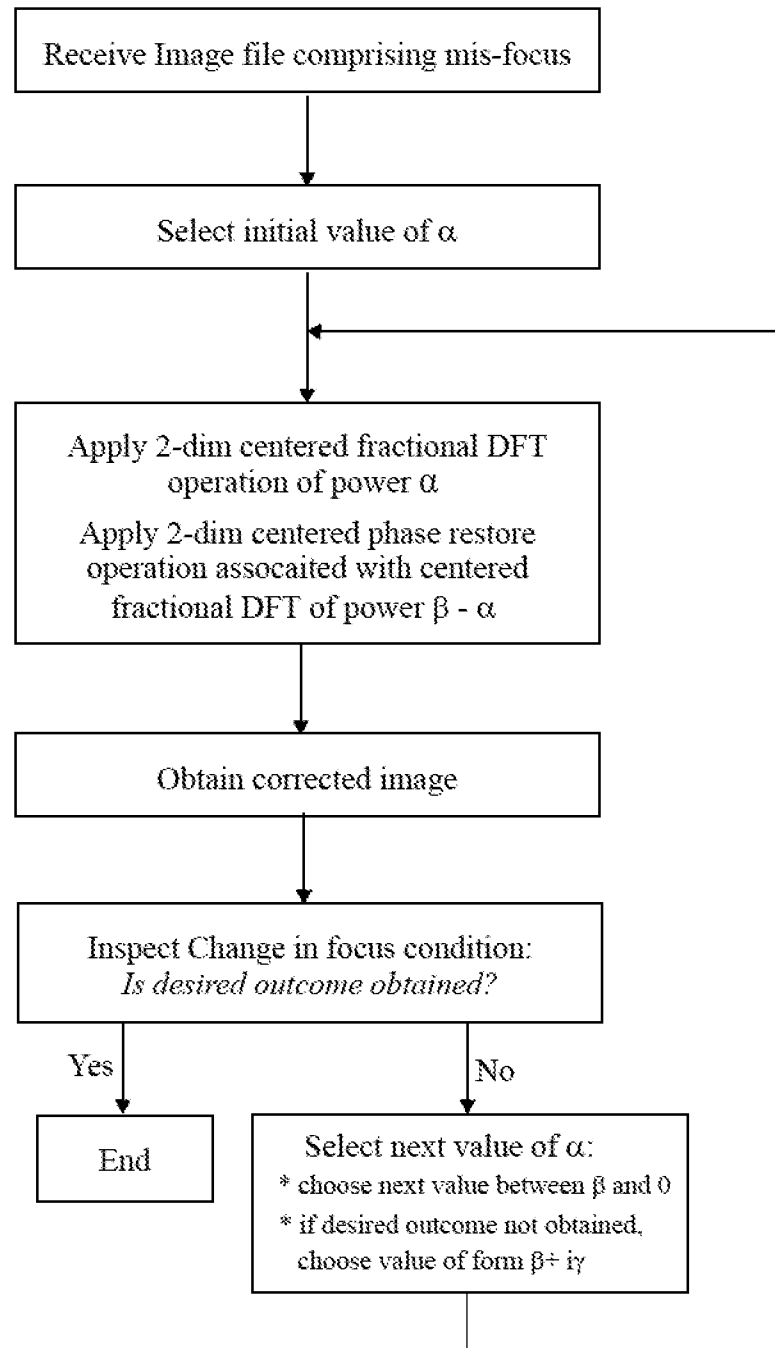 Receive Image file comprising mis-focus
Select initial value of α
Apply 2-dim centered fractional DFT
operation of power α
Apply 2-dim centered phase restore
operation assocaited with centered
fractional DFT of power β - α
Obtain corrected image
Inspect Change in focus condition:
Is desired outcome obtained?
Yes
No
End
Select next value of α:
* choose next value between β and 0
* if desired outcome not obtained,
choose value of form β+ iγ